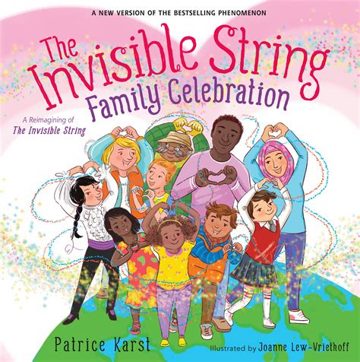 A NEW VERSION OF THE BESTSELLING PHENOMENON
The
Invisible String
Family Celebration
A Reimagining of
The Invisible String
Patrice Karst
Illustrated by Joanne Lew-Vriethoff